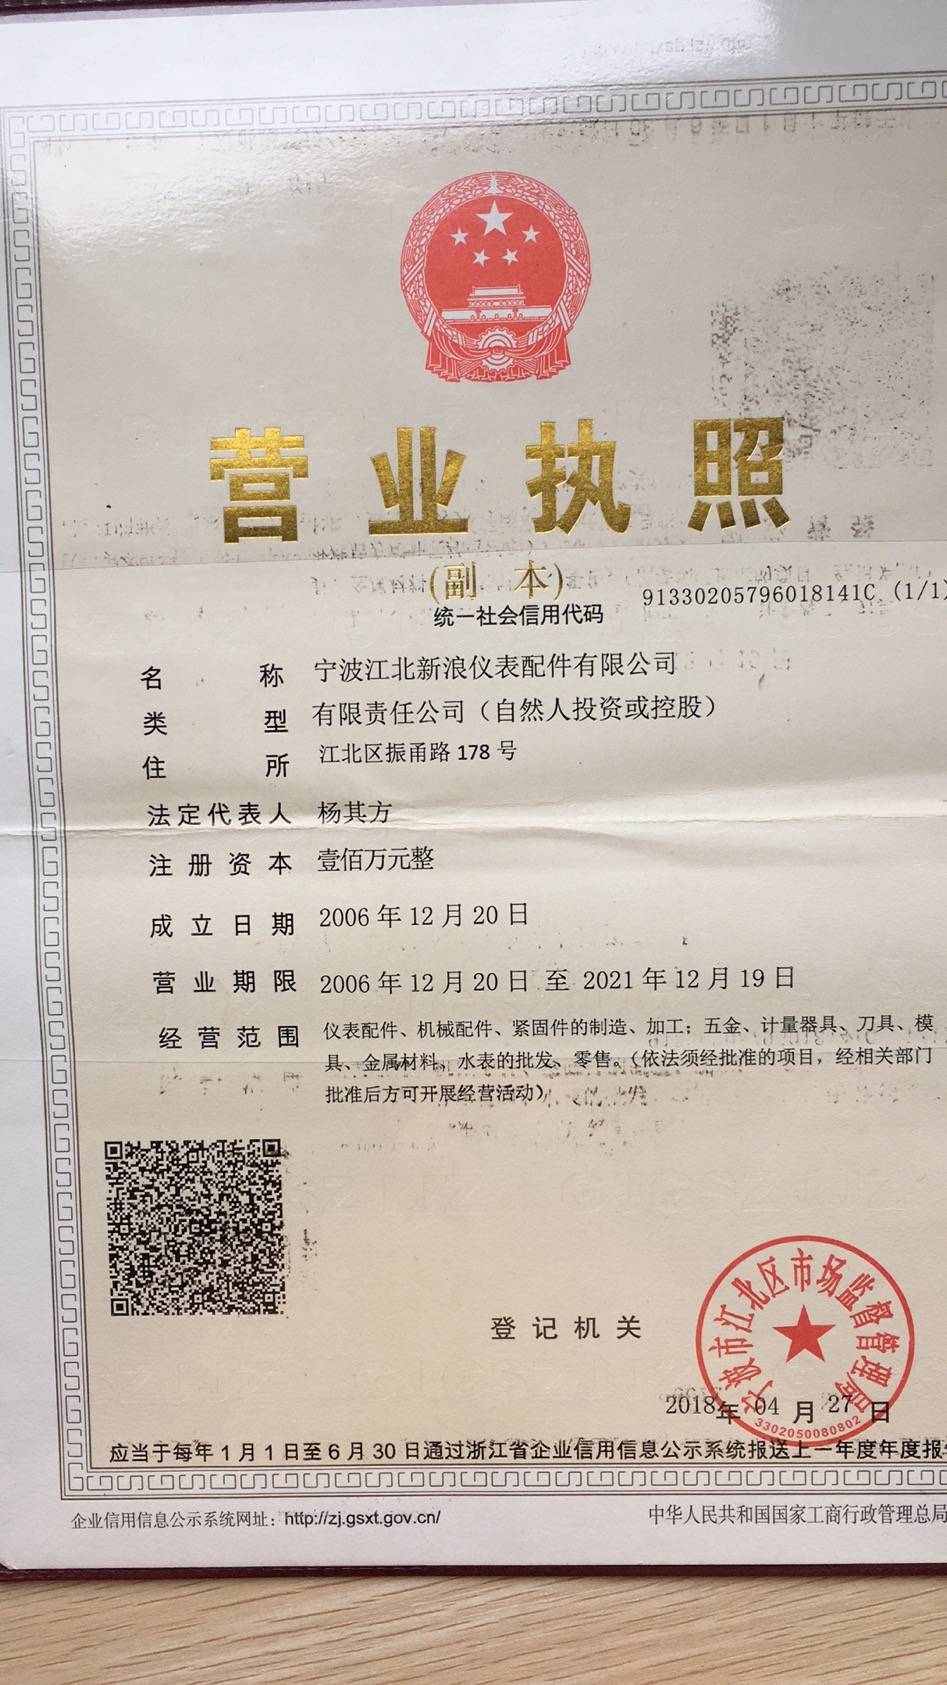 营业执照
(副 本)
统一社会信用代码 91330205796018141C (1/1)
名称 宁波江北新浪仪表配件有限公司
类型 有限责任公司（自然人投资或控股）
住所 江北区振甬路178号
法定代表人 杨其方
注册资本 壹佰万元整
成立日期 2006年12月20日
营业期限 2006年12月20日 至 2021年12月19日
经营范围 仪表配件、机械配件、紧固件的制造、加工；五金、计量器具、刀具、模
具、金属材料、水表的批发、零售。（依法须经批准的项目，经相关部门
批准后方可开展经营活动）
登记机关
宁波市江北区市场监督管理局
2018年 04 月 27 日
3302050080802
应当于每年1月1日至6月30日通过浙江省企业信用信息公示系统报送上一年度年度报
企业信用信息公示系统网址：http://zj.gsxt.gov.cn/
中华人民共和国国家工商行政管理总局